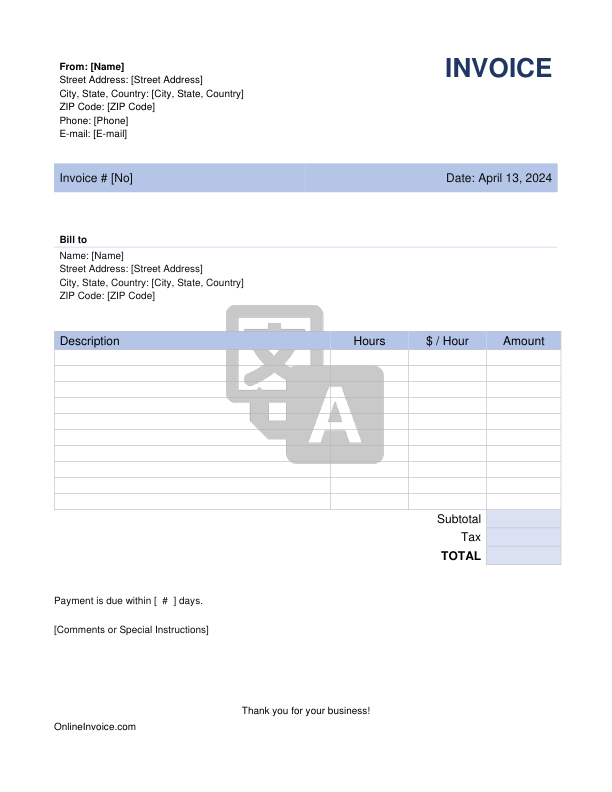 From: [Name]
INVOICE
Street Address: [Street Address]
City, State, Country: [City, State, Country]
ZIP Code: [ZIP Code]
Phone: [Phone]
E-mail: [E-mail]
Invoice # [No]
Date: April 13, 2024
Bill to
Name: [Name]
Street Address: [Street Address]
City, State, Country: [City, State, Country]
ZIP Code: [ZIP Code]
文
A
Description Hours $ / Hour Amount
Subtotal
Tax
TOTAL
Payment is due within [ # ] days.
[Comments or Special Instructions]
Thank you for your business!
OnlineInvoice.com